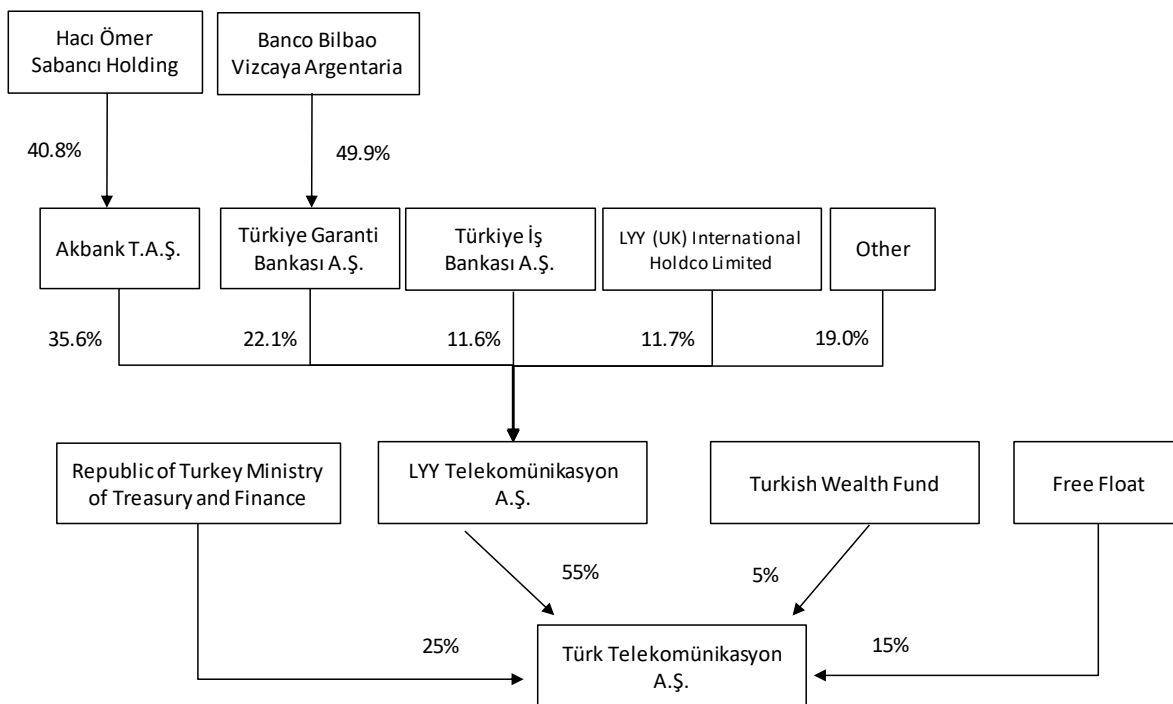 Hacı Ömer
Sabancı Holding
Banco Bilbao
Vizcaya Argentaria
40.8%
49.9%
Akbank T.A.Ş.
Türkiye Garanti
Bankası A.Ş.
Türkiye İş
Bankası A.Ş.
LYY (UK) International
Holdco Limited
Other
35.6%
22.1%
11.6%
11.7%
19.0%
Republic of Turkey Ministry
of Treasury and Finance
LYY Telekomünikasyon
A.Ş.
Turkish Wealth Fund
Free Float
55%
5%
25%
15%
Türk Telekomünikasyon
A.Ş.